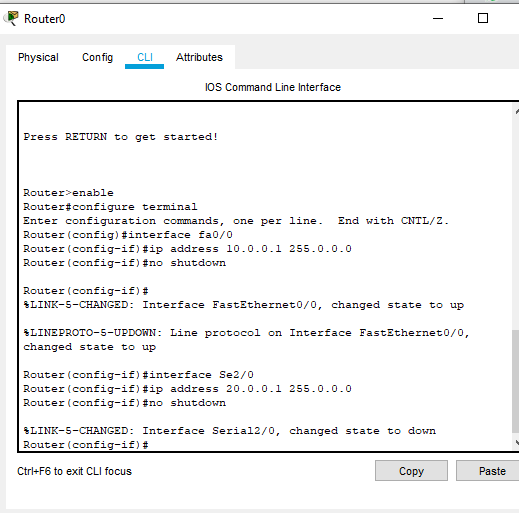 Router0
Physical Config CLI Attributes
IOS Command Line Interface
Press RETURN to get started!
Router>enable
Router#configure terminal
Enter configuration commands, one per line.  End with CNTL/Z.
Router(config)#interface fa0/0
Router(config-if)#ip address 10.0.0.1 255.0.0.0
Router(config-if)#no shutdown
Router(config-if)#
%LINK-5-CHANGED: Interface FastEthernet0/0, changed state to up
%LINEPROTO-5-UPDOWN: Line protocol on Interface FastEthernet0/0,
changed state to up
Router(config-if)#interface Se2/0
Router(config-if)#ip address 20.0.0.1 255.0.0.0
Router(config-if)#no shutdown
%LINK-5-CHANGED: Interface Serial2/0, changed state to down
Router(config-if)#
Ctrl+F6 to exit CLI focus
Copy Paste